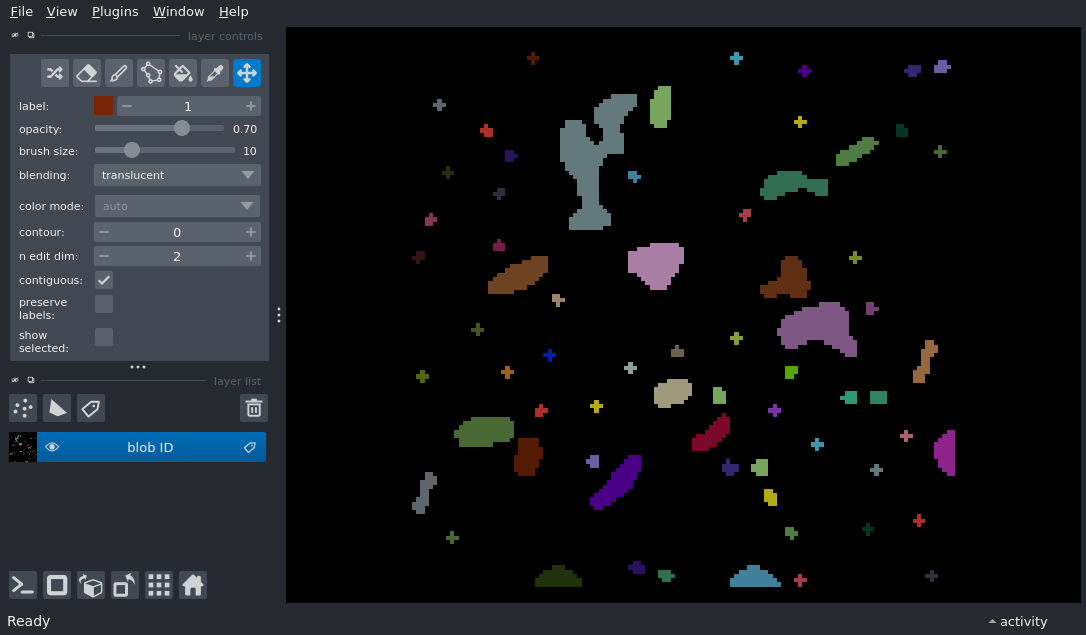 File View Plugins Window Help
layer controls
label: 1
opacity: 0.70
brush size: 10
blending: translucent
color mode: auto
contour: 0
n edit dim: 2
contiguous:
preserve
labels:
show
selected:
layer list
blob ID
Ready activity